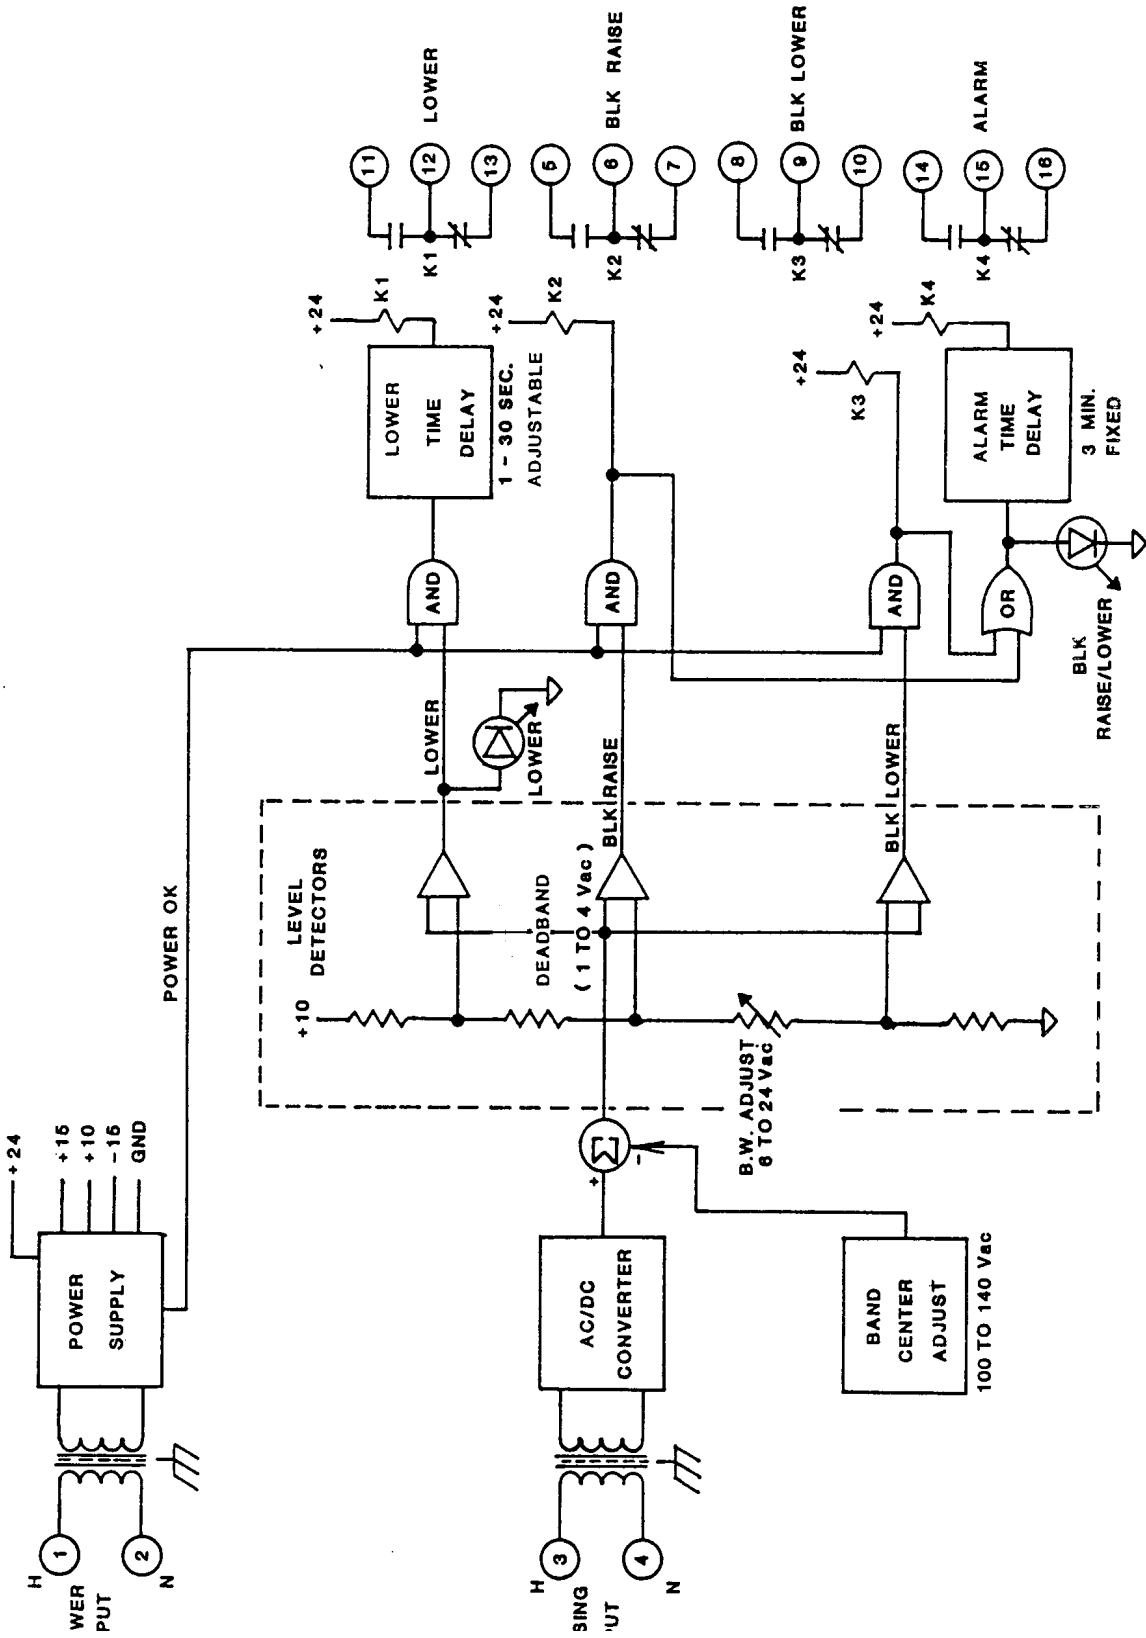 H
1
2
N
WER
PUT
POWER
SUPPLY
+24
+15
+10
-15
GND
POWER OK
H
3
4
N
SING
PUT
AC/DC
CONVERTER
+
Σ
-
BAND
CENTER
ADJUST
100 TO 140 Vac
LEVEL
DETECTORS
+10
DEADBAND
( 1 TO 4 Vac )
B.W. ADJUST
6 TO 24 Vac
LOWER
LOWER
BLK RAISE
BLK LOWER
AND
AND
AND
OR
BLK
RAISE/LOWER
LOWER
TIME
DELAY
1 - 30 SEC.
ADJUSTABLE
ALARM
TIME
DELAY
3 MIN.
FIXED
+24
K1
+24
K2
+24
K3
+24
K4
K1
11
12
13
LOWER
K2
5
6
7
BLK RAISE
K3
8
9
10
BLK LOWER
K4
14
15
16
ALARM